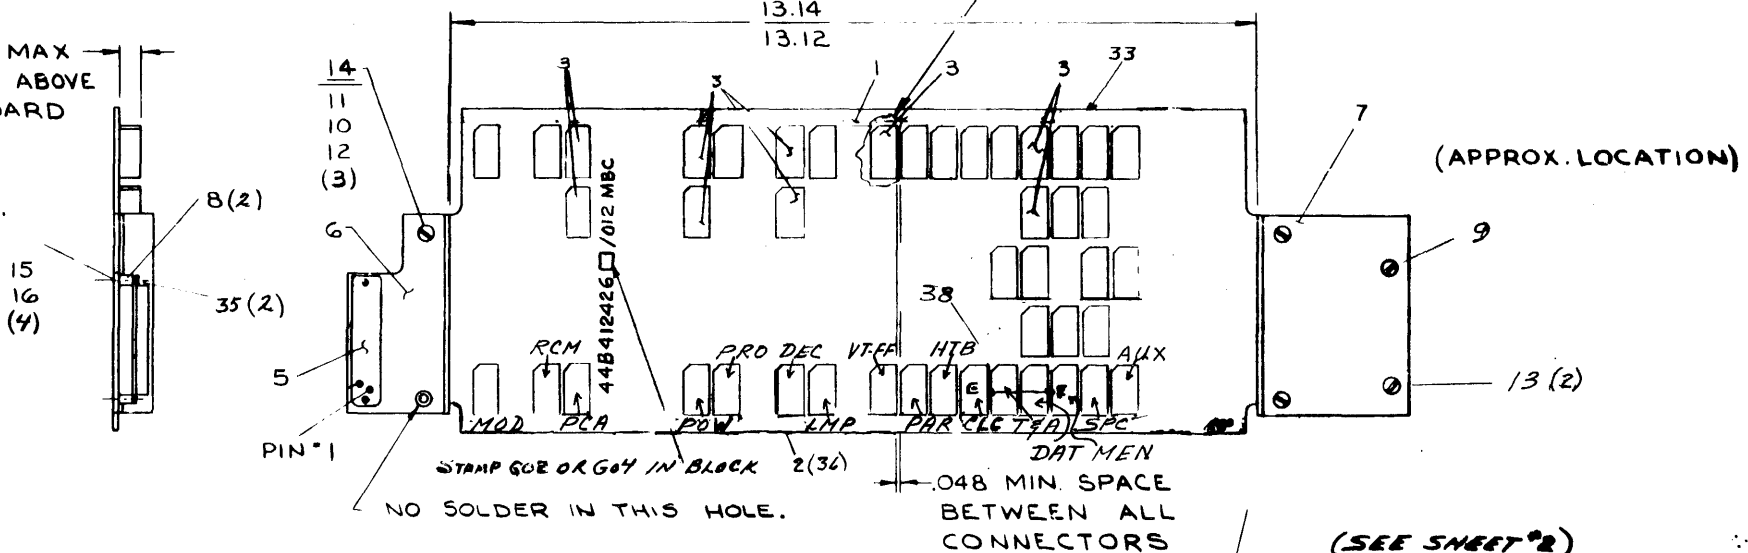 13.14
13.12
MAX
ABOVE
14
11
10
12
(3)
3
3
1
3
3
33
7
(APPROX. LOCATION)
8(2)
6
9
15
16
(4)
35(2)
44B412426 /012 MBC
38
5
RCM
PRO DEC
VT-FF
HTB
AUX
E
13 (2)
MOD
PCA
POW
LMP
PAR
CLG
T&A
SPC
PIN #1
DAT MEN
STAMP G02 OR G04 IN BLOCK
2(36)
NO SOLDER IN THIS HOLE.
.048 MIN. SPACE
BETWEEN ALL
CONNECTORS
(SEE SHEET #2)